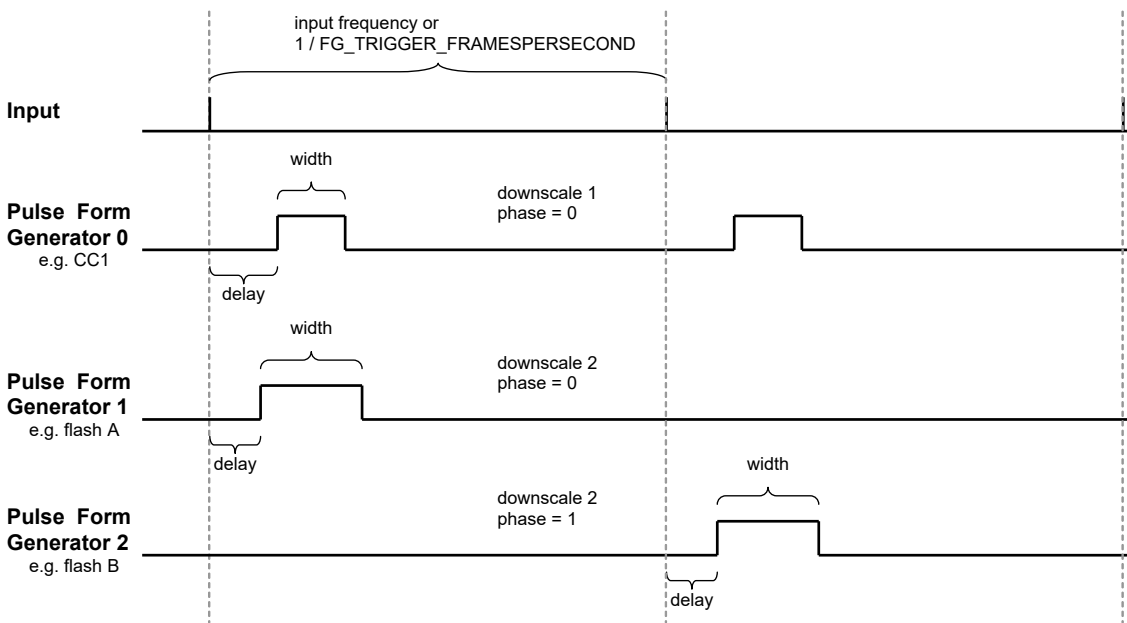 input frequency or
1 / FG_TRIGGER_FRAMESPERSECOND
Input
width
downscale 1
phase = 0
Pulse Form
Generator 0
e.g. CC1
delay
width
downscale 2
phase = 0
Pulse Form
Generator 1
e.g. flash A
delay
width
downscale 2
phase = 1
Pulse Form
Generator 2
e.g. flash B
delay